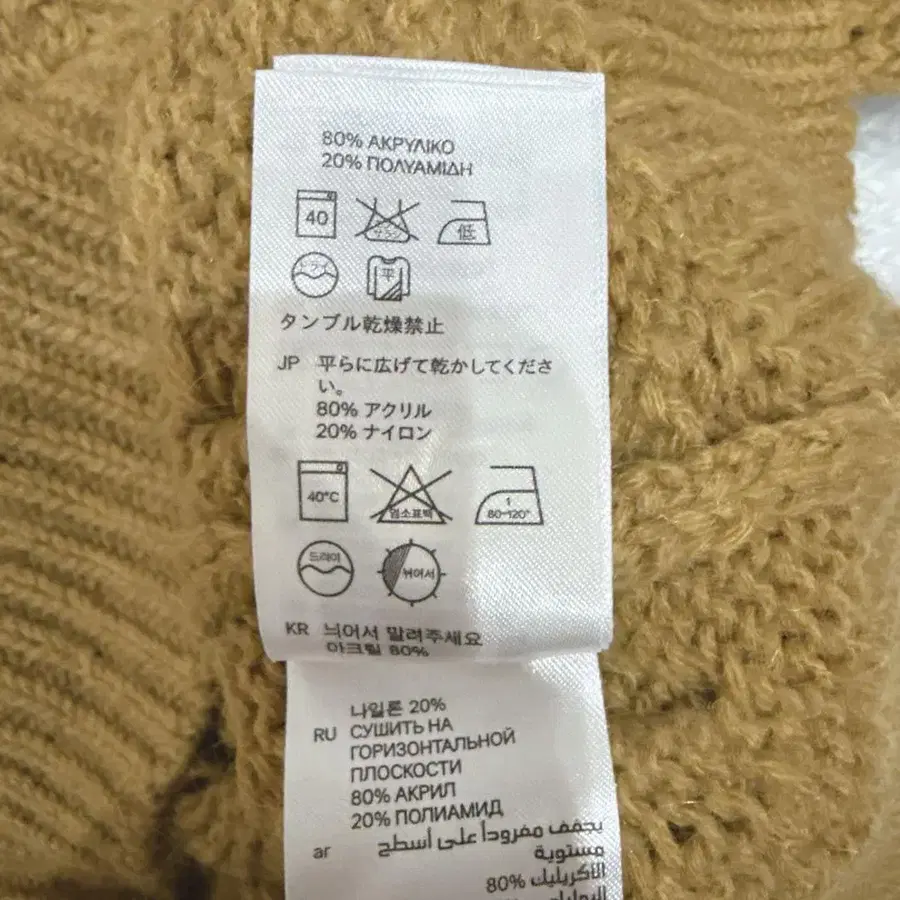 80% ΑΚΡΥΛΙΚΟ
20% ΠΟΛΥΑΜΙΔΗ
40 低
ドライ 平
タンブル乾燥禁止
JP 平らに広げて乾かしてくださ
い。
80% アクリル
20% ナイロン
40°C 염소표백 1
80-120°
드라이 뉘어서
KR 늬어서 말려주세요
아크릴 80%
나일론 20%
RU СУШИТЬ НА
ГОРИЗОНТАЛЬНОЙ
ПЛОСКОСТИ
80% АКРИЛ
20% ПОЛИАМИД
ar يجفف مفروداً على أسطح
مستوية
80% الأكريليك